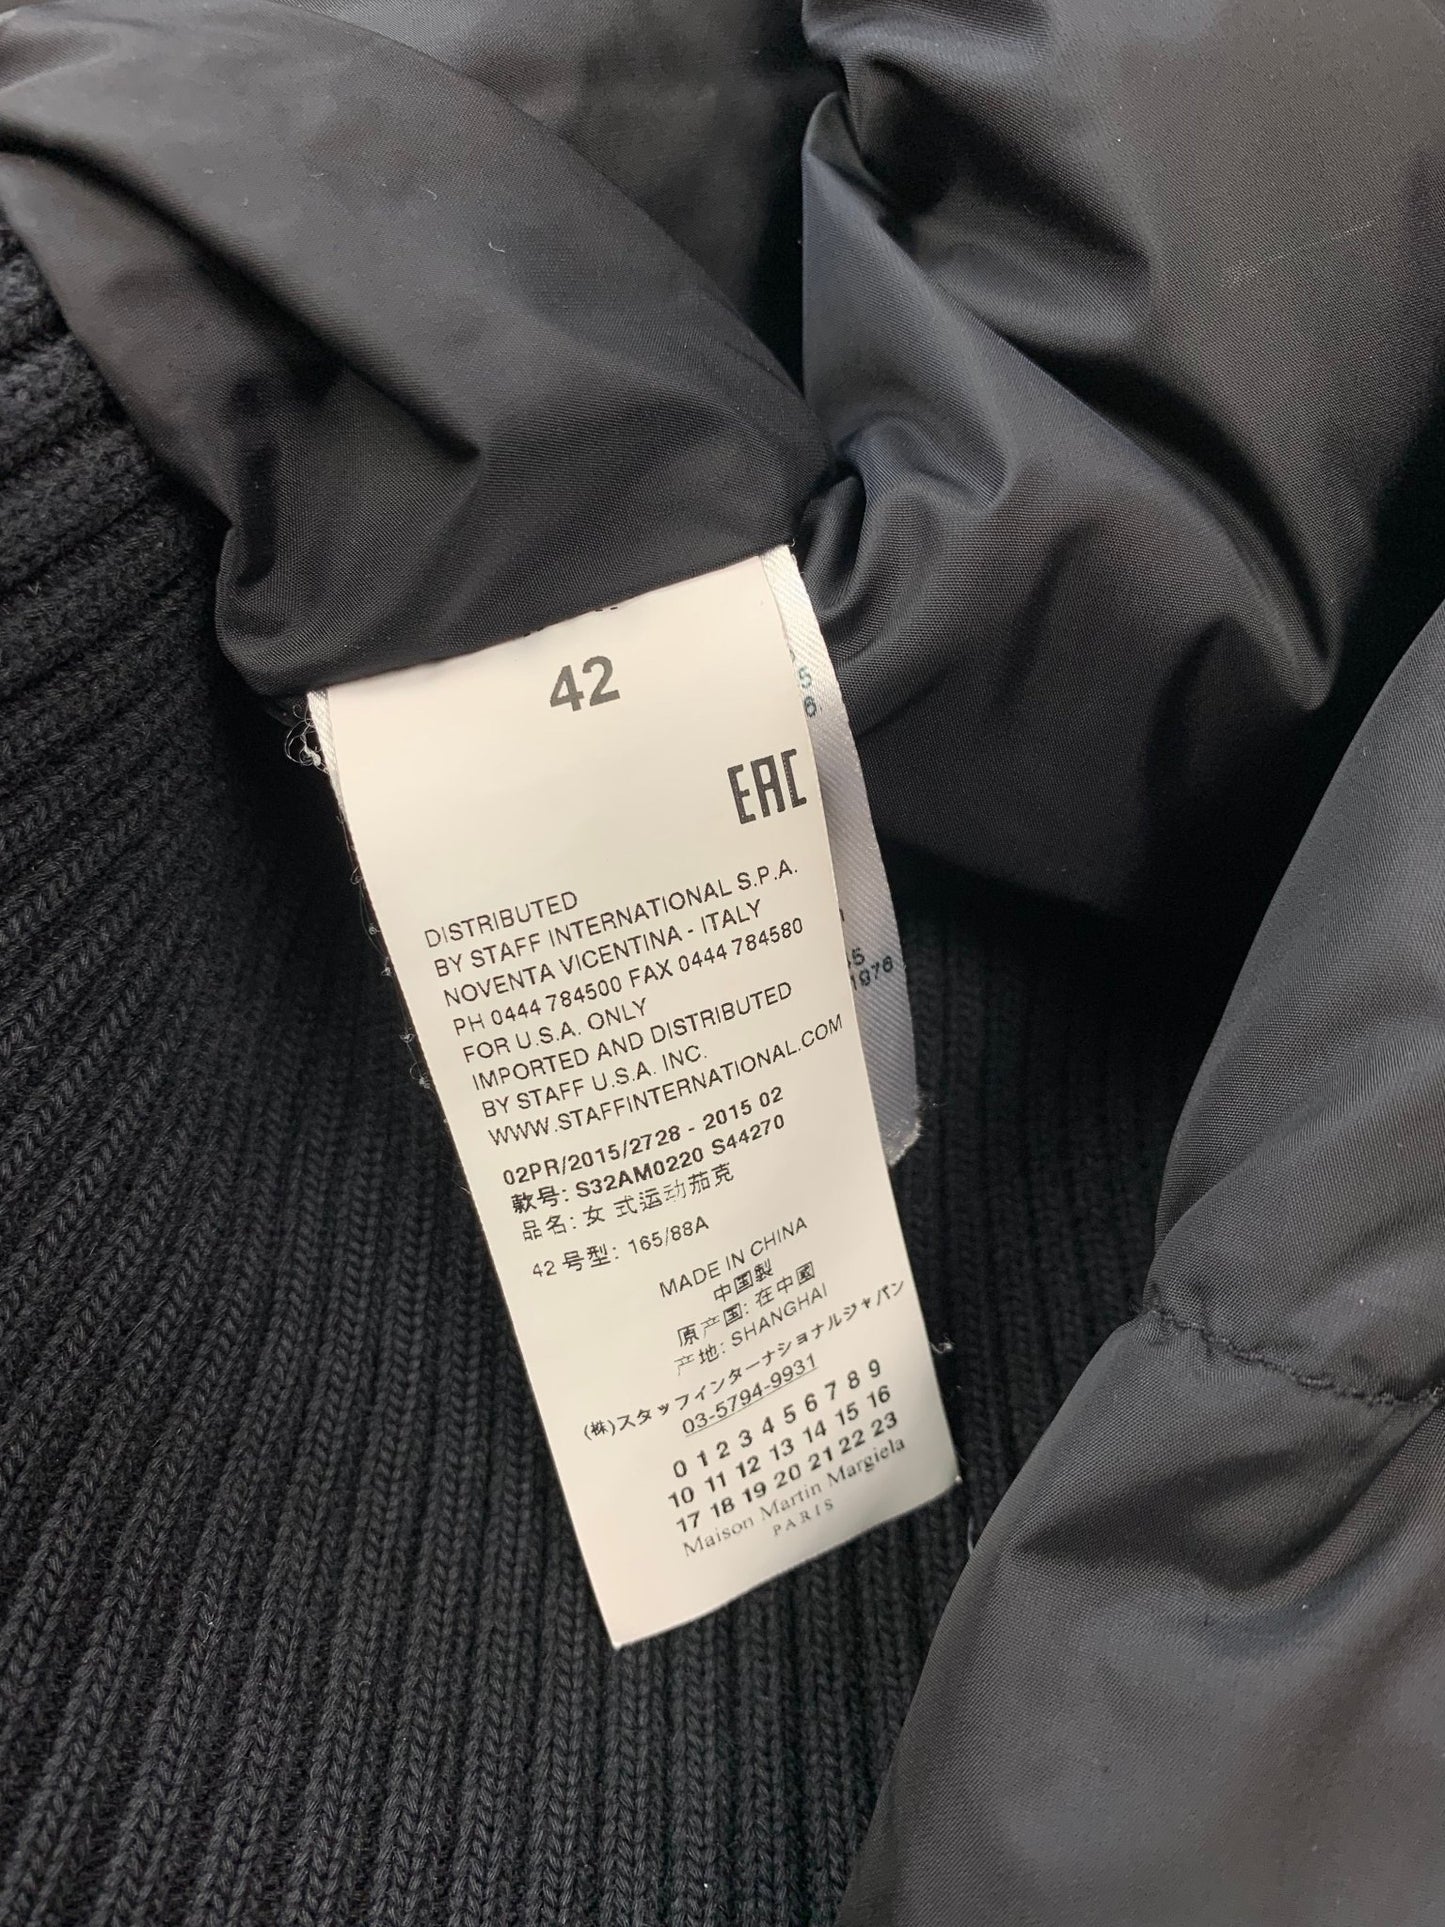 42
EAC
DISTRIBUTED
BY STAFF INTERNATIONAL S.P.A.
NOVENTA VICENTINA - ITALY
PH 0444 784500 FAX 0444 784580
FOR U.S.A. ONLY
IMPORTED AND DISTRIBUTED
BY STAFF U.S.A. INC.
WWW.STAFFINTERNATIONAL.COM
02PR/2015/2728 - 2015 02
款号: S32AM0220 S44270
品名: 女 式运动茄克
42 号型: 165/88A
MADE IN CHINA
中国製
原产国: 在中國
产地: SHANGHAI
(株)スタッフインターナショナルジャパン
03-5794-9931
0 1 2 3 4 5 6 7 8 9
10 11 12 13 14 15 16
17 18 19 20 21 22 23
Maison Martin Margiela
PARIS
56
1976